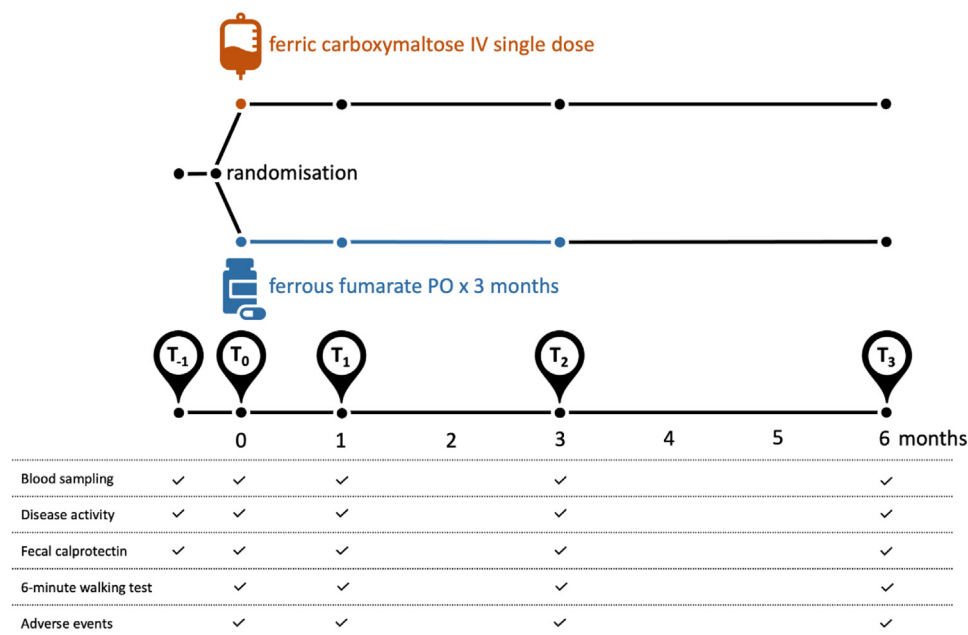 ferric carboxymaltose IV single dose
randomisation
ferrous fumarate PO x 3 months
T-1 T0 T1 T2 T3
0 1 2 3 4 5 6 months
Blood sampling ✓ ✓ ✓ ✓ ✓
Disease activity ✓ ✓ ✓ ✓ ✓
Fecal calprotectin ✓ ✓ ✓ ✓ ✓
6-minute walking test ✓ ✓ ✓ ✓
Adverse events ✓ ✓ ✓ ✓